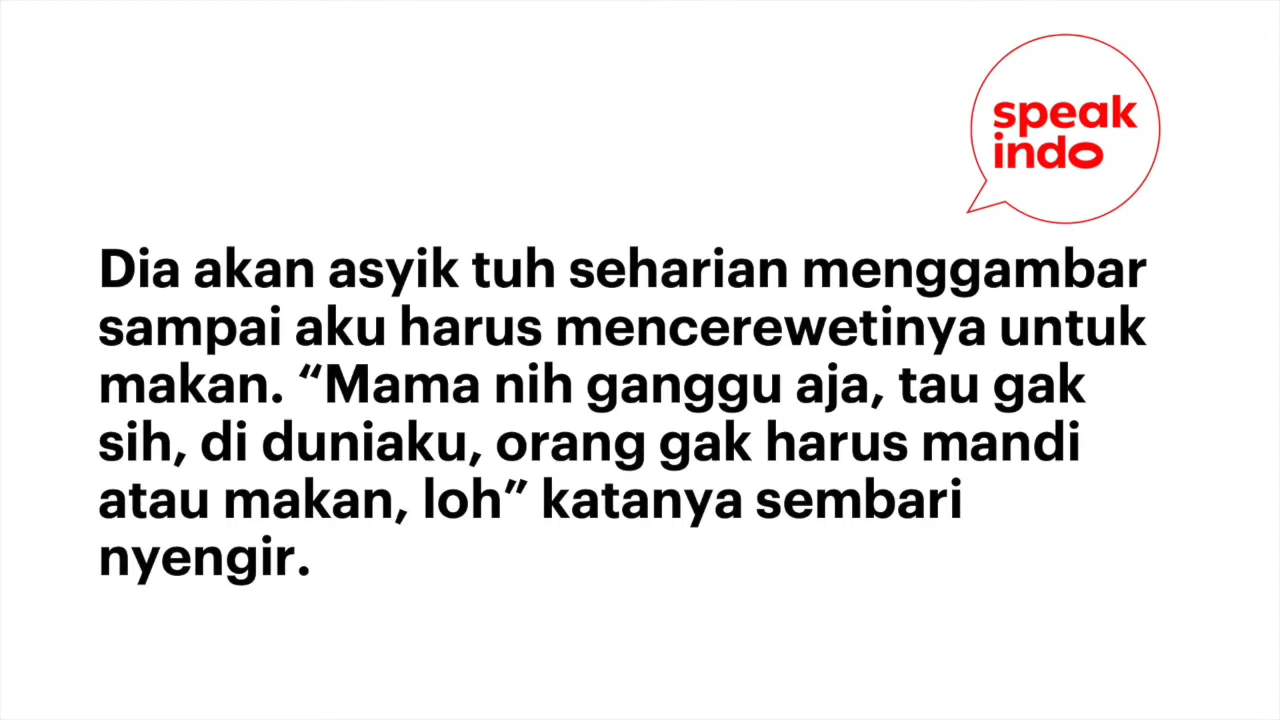 speak
indo
Dia akan asyik tuh seharian menggambar
sampai aku harus mencerewetinya untuk
makan. “Mama nih ganggu aja, tau gak
sih, di duniaku, orang gak harus mandi
atau makan, loh” katanya sembari
nyengir.